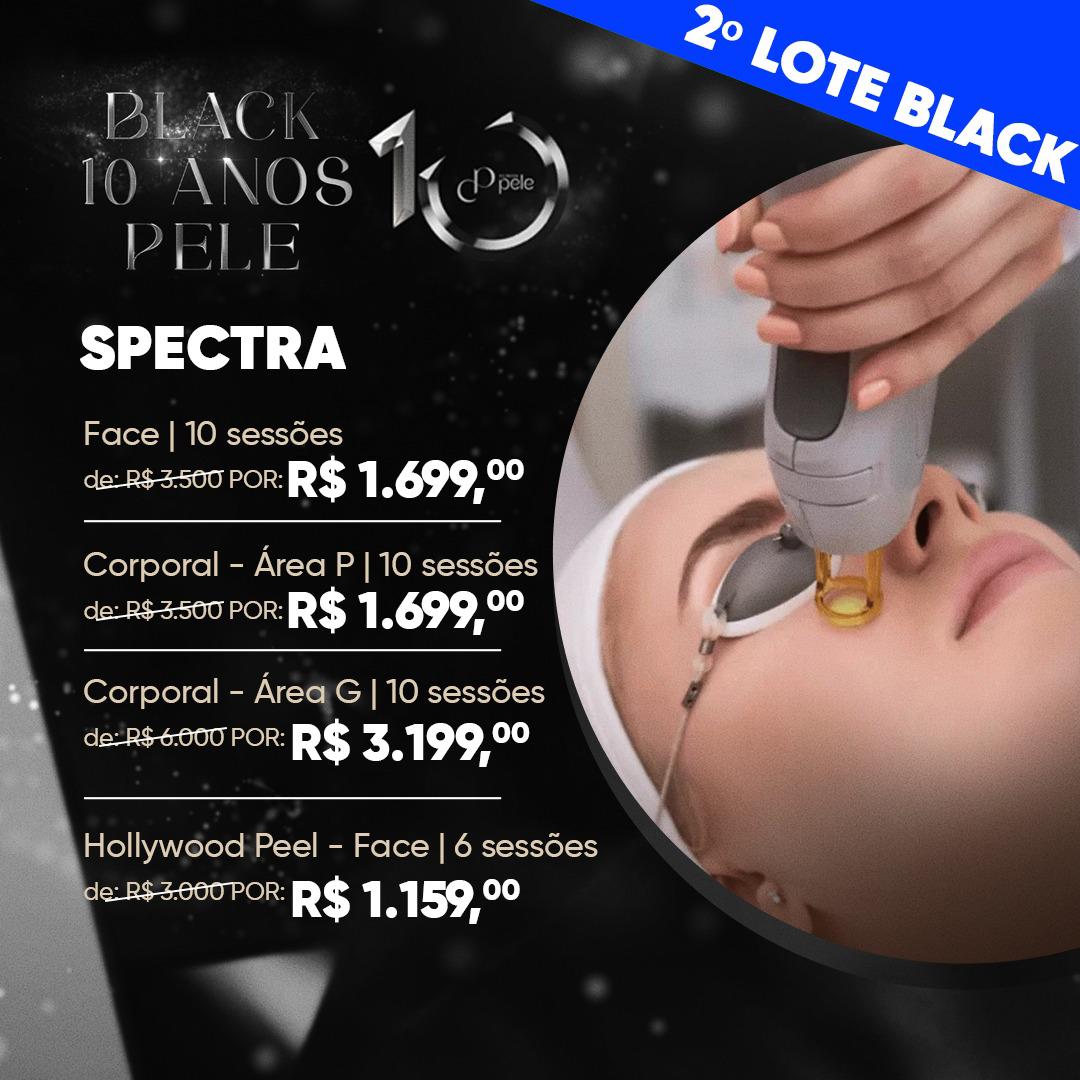 2º LOTE BLACK
BLACK
10 ANOS
PELE
10
pele
SPECTRA
Face | 10 sessões
de: R$ 3.500 POR: R$ 1.699,00
Corporal - Área P | 10 sessões
de: R$ 3.500 POR: R$ 1.699,00
Corporal - Área G | 10 sessões
de: R$ 6.000 POR: R$ 3.199,00
Hollywood Peel - Face | 6 sessões
de: R$ 3.000 POR: R$ 1.159,00